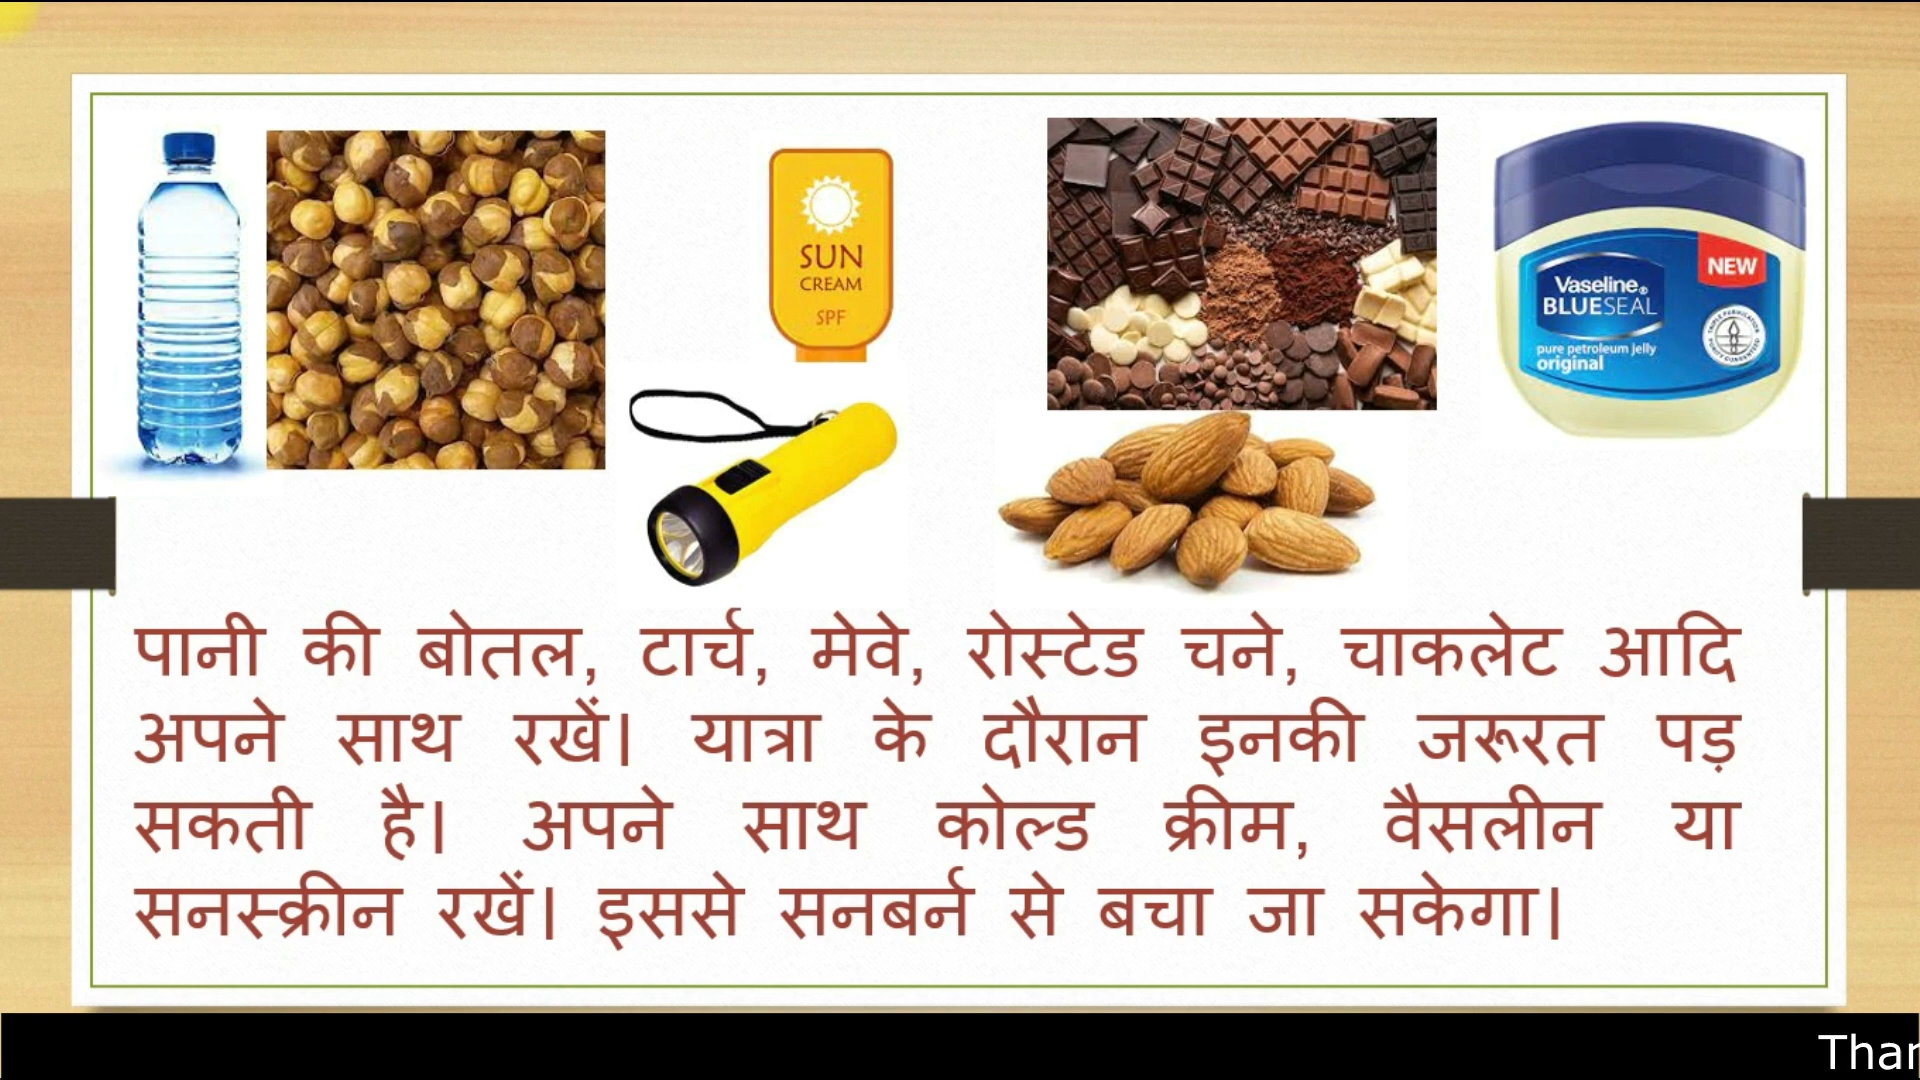 SUN
CREAM
SPF
NEW
Vaseline®
BLUESEAL
pure petroleum jelly
original
पानी की बोतल, टार्च, मेवे, रोस्टेड चने, चाकलेट आदि
अपने साथ रखें। यात्रा के दौरान इनकी जरूरत पड़
सकती है। अपने साथ कोल्ड क्रीम, वैसलीन या
सनस्क्रीन रखें। इससे सनबर्न से बचा जा सकेगा।